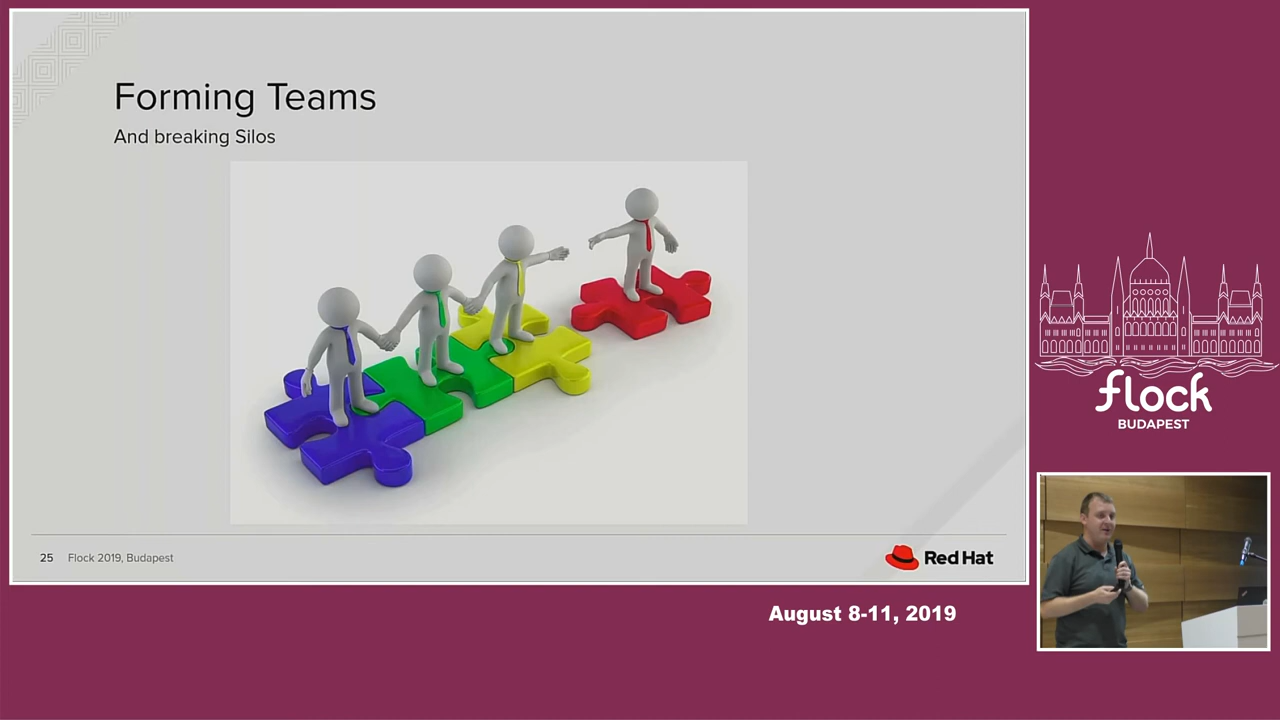 Forming Teams
And breaking Silos
25 Flock 2019, Budapest
Red Hat
flock
BUDAPEST
August 8-11, 2019